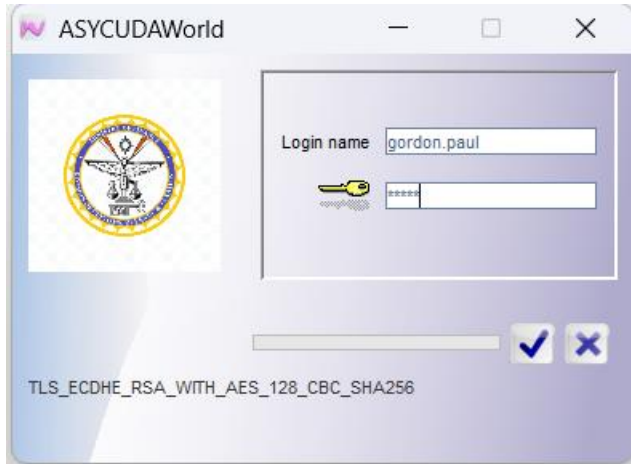 ASYCUDAWorld
Login name gordon.paul
*****
TLS_ECDHE_RSA_WITH_AES_128_CBC_SHA256